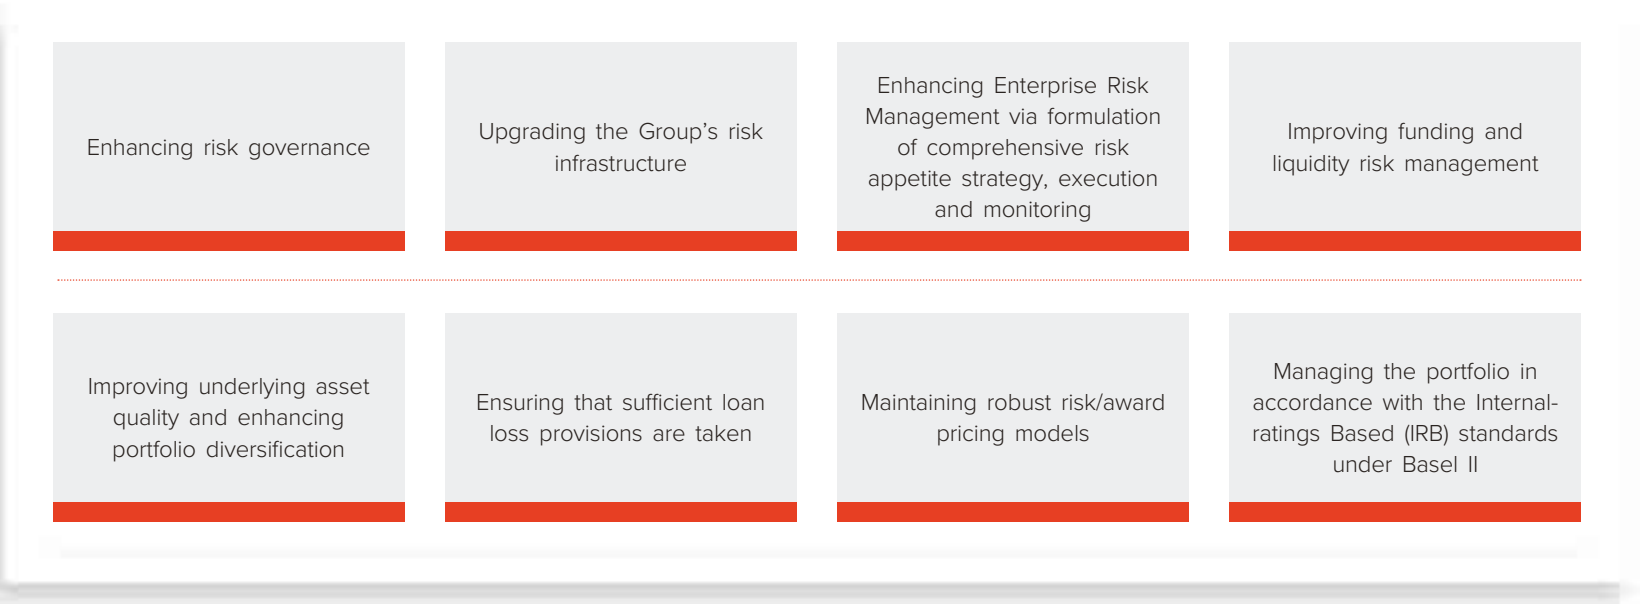 Enhancing risk governance
Upgrading the Group's risk
infrastructure
Enhancing Enterprise Risk
Management via formulation
of comprehensive risk
appetite strategy, execution
and monitoring
Improving funding and
liquidity risk management
Improving underlying asset
quality and enhancing
portfolio diversification
Ensuring that sufficient loan
loss provisions are taken
Maintaining robust risk/award
pricing models
Managing the portfolio in
accordance with the Internal-
ratings Based (IRB) standards
under Basel II